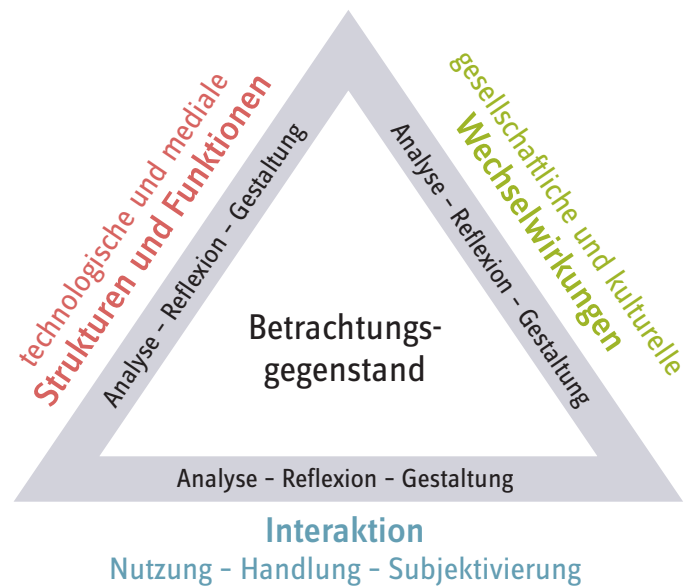 technologische und mediale
Strukturen und Funktionen
Analyse – Reflexion – Gestaltung
gesellschaftliche und kulturelle
Wechselwirkungen
Analyse – Reflexion – Gestaltung
Betrachtungs-
gegenstand
Analyse – Reflexion – Gestaltung
Interaktion
Nutzung – Handlung – Subjektivierung